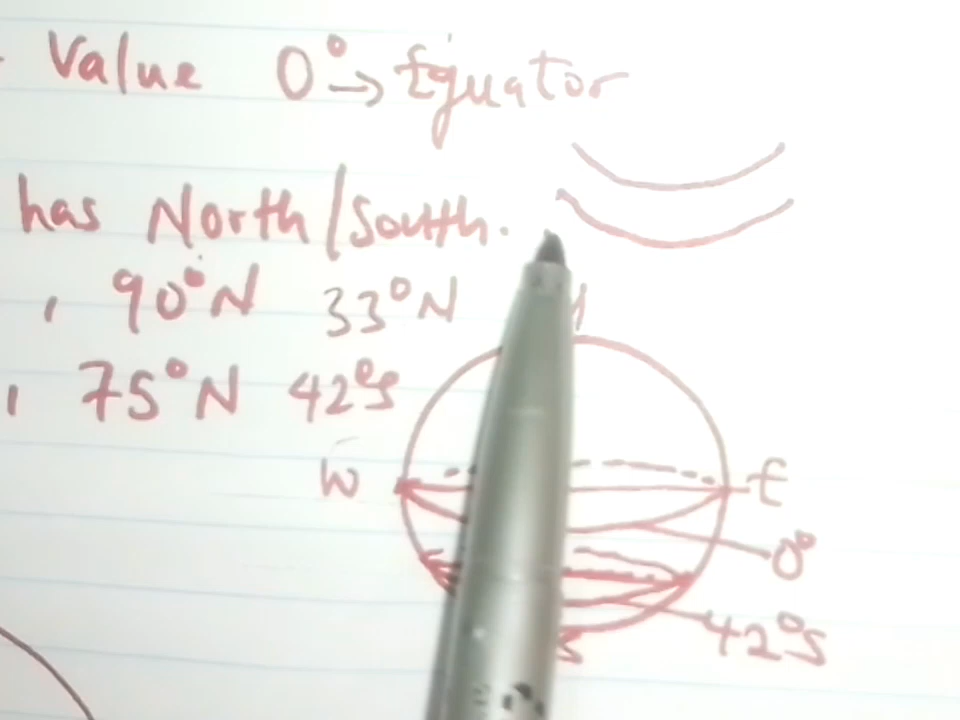 Value 0° → Equator
has North/South.
, 90°N 33°N
, 75°N 42°S
W E
0°
42°S
S